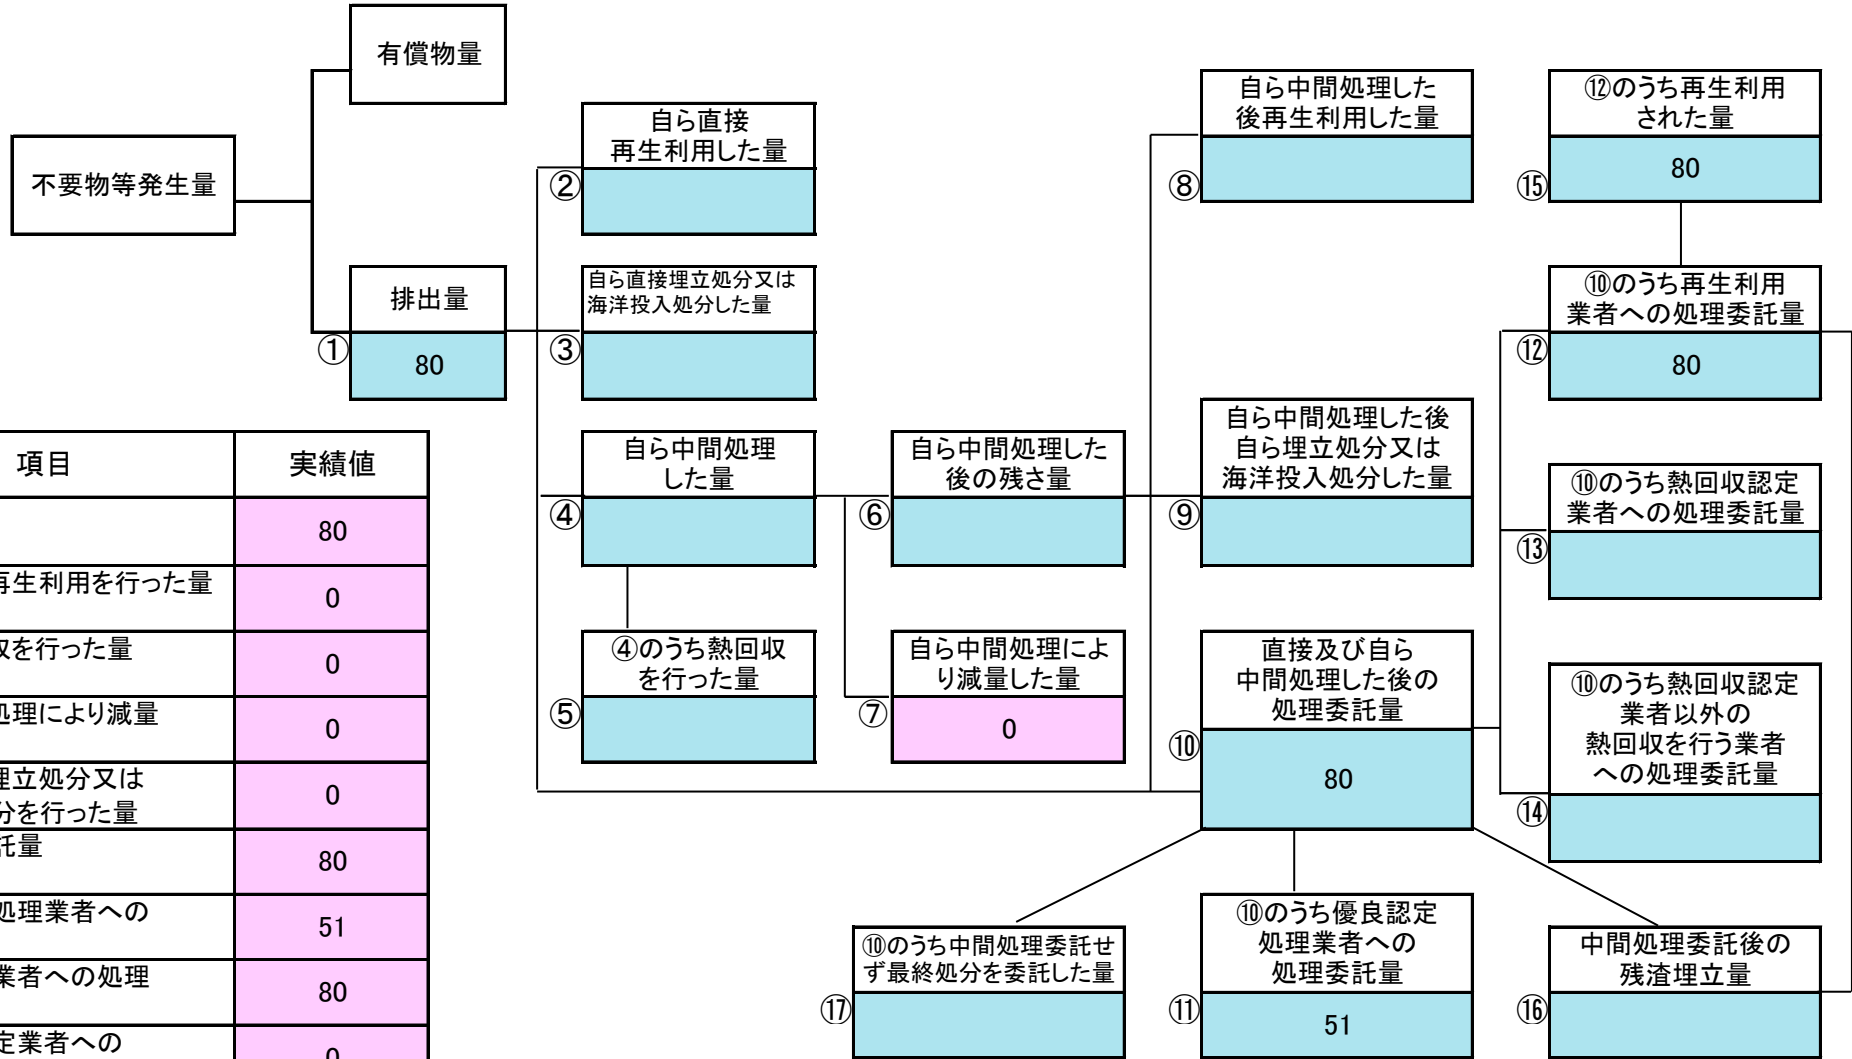 有償物量
不要物等発生量
排出量
①
80
自ら直接
再生利用した量
②
自ら直接埋立処分又は
海洋投入処分した量
③
自ら中間処理
した量
④
④のうち熱回収
を行った量
⑤
自ら中間処理した
後の残さ量
⑥
自ら中間処理によ
り減量した量
⑦
0
自ら中間処理した
後再生利用した量
⑧
自ら中間処理した後
自ら埋立処分又は
海洋投入処分した量
⑨
直接及び自ら
中間処理した後の
処理委託量
⑩
80
⑫のうち再生利用
された量
⑮
80
⑩のうち再生利用
業者への処理委託量
⑫
80
⑩のうち熱回収認定
業者への処理委託量
⑬
⑩のうち熱回収認定
業者以外の
熱回収を行う業者
への処理委託量
⑭
⑩のうち中間処理委託せ
ず最終処分を委託した量
⑰
⑩のうち優良認定
処理業者への
処理委託量
⑪
51
中間処理委託後の
残渣埋立量
⑯
項目 実績値
80
再生利用を行った量
0
収を行った量
0
処理により減量
0
埋立処分又は
分を行った量
0
託量
80
処理業者への
51
業者への処理
80
定業者への
0